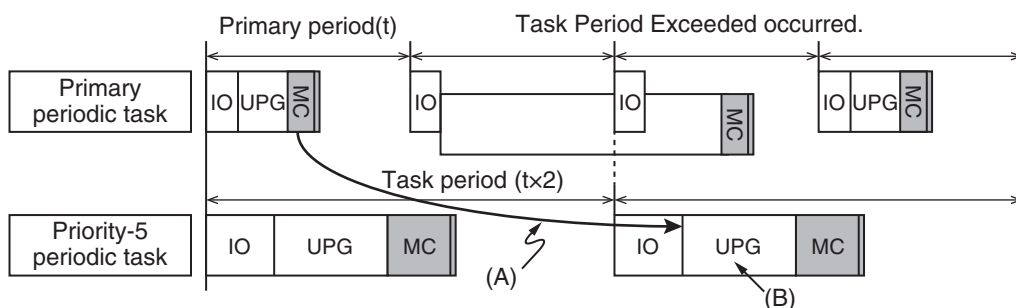 Primary period(t)
Task Period Exceeded occurred.
Primary
periodic task
IO
UPG
MC
IO
IO
MC
IO
UPG
MC
Task period (t×2)
Priority-5
periodic task
IO
UPG
MC
IO
UPG
MC
(A)
(B)